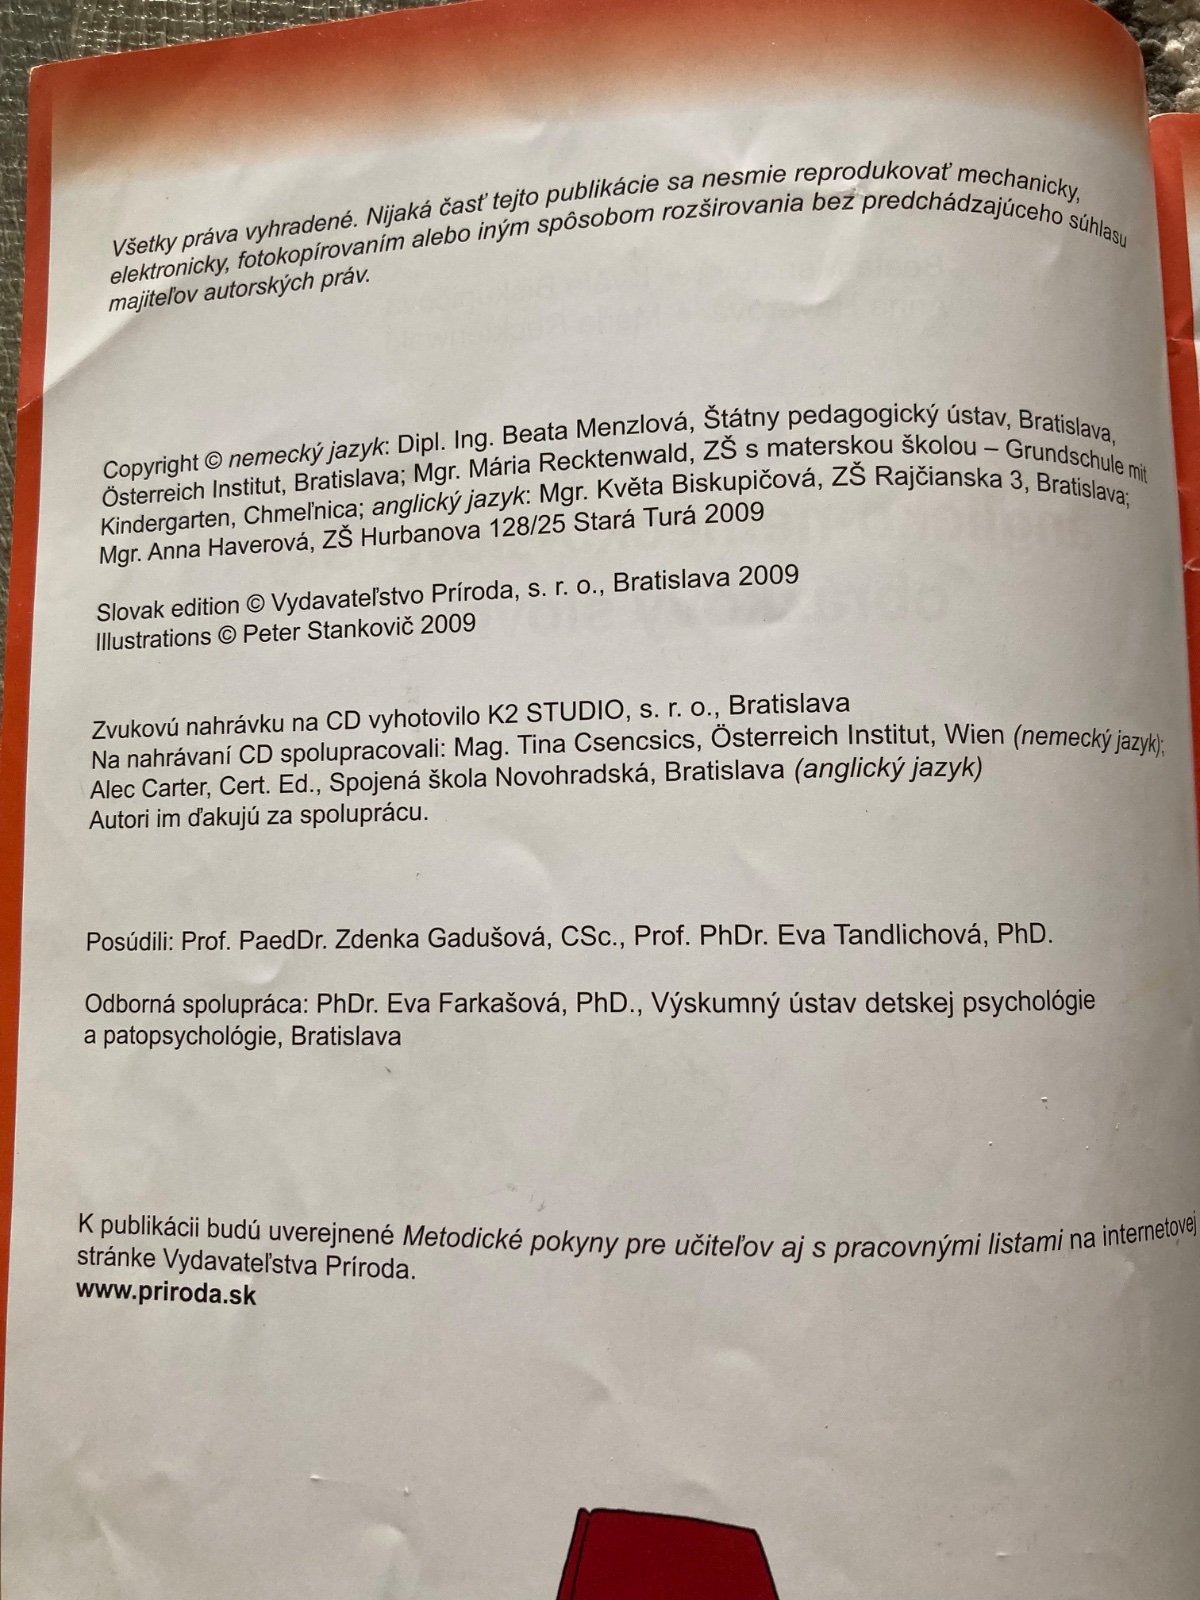 Všetky práva vyhradené. Nijaká časť tejto publikácie sa nesmie reprodukovať mechanicky,
elektronicky, fotokopírovaním alebo iným spôsobom rozširovania bez predchádzajúceho súhlasu
majiteľov autorských práv.
Copyright © nemecký jazyk: Dipl. Ing. Beata Menzlová, Štátny pedagogický ústav, Bratislava,
Österreich Institut, Bratislava; Mgr. Mária Recktenwald, ZŠ s materskou školou – Grundschule mit
Kindergarten, Chmeľnica; anglický jazyk: Mgr. Květa Biskupičová, ZŠ Rajčianska 3, Bratislava;
Mgr. Anna Haverová, ZŠ Hurbanova 128/25 Stará Turá 2009
Slovak edition © Vydavateľstvo Príroda, s. r. o., Bratislava 2009
Illustrations © Peter Stankovič 2009
Zvukovú nahrávku na CD vyhotovilo K2 STUDIO, s. r. o., Bratislava
Na nahrávaní CD spolupracovali: Mag. Tina Csencsics, Österreich Institut, Wien (nemecký jazyk);
Alec Carter, Cert. Ed., Spojená škola Novohradská, Bratislava (anglický jazyk)
Autori im ďakujú za spoluprácu.
Posúdili: Prof. PaedDr. Zdenka Gadušová, CSc., Prof. PhDr. Eva Tandlichová, PhD.
Odborná spolupráca: PhDr. Eva Farkašová, PhD., Výskumný ústav detskej psychológie
a patopsychológie, Bratislava
K publikácii budú uverejnené Metodické pokyny pre učiteľov aj s pracovnými listami na internetovej
stránke Vydavateľstva Príroda.
www.priroda.sk